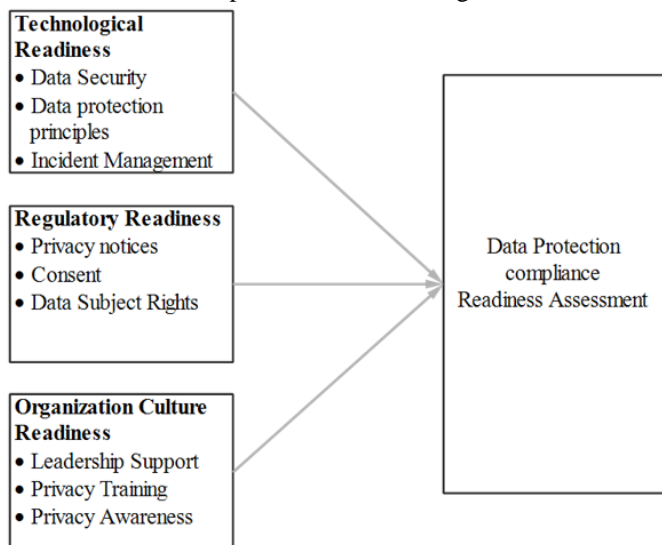 Technological
Readiness
• Data Security
• Data protection
principles
• Incident Management
Regulatory Readiness
• Privacy notices
• Consent
• Data Subject Rights
Organization Culture
Readiness
• Leadership Support
• Privacy Training
• Privacy Awareness
Data Protection
compliance
Readiness Assessment